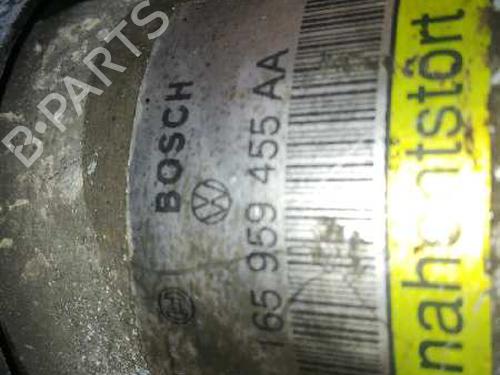 B-PARTS
BOSCH
165 959 455 AA
nahentstört